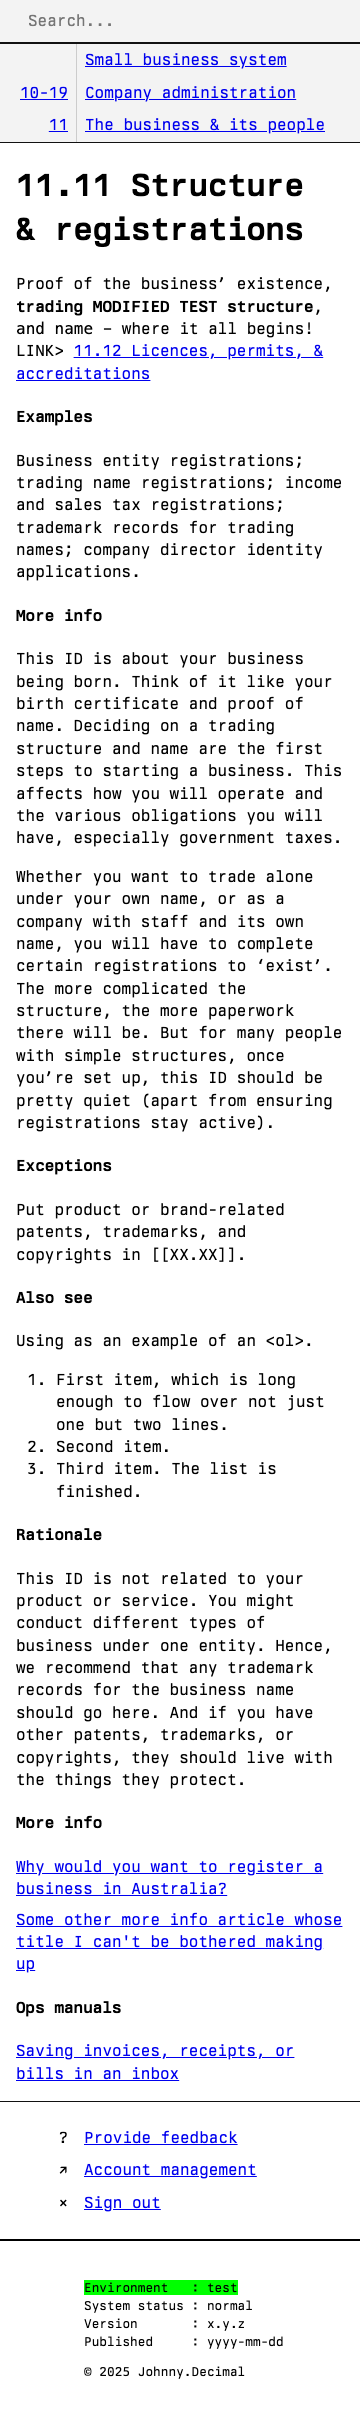 Search...
Small business system
10-19 Company administration
11 The business & its people
11.11 Structure
& registrations
Proof of the business’ existence,
trading MODIFIED TEST structure,
and name – where it all begins!
LINK> 11.12 Licences, permits, &
accreditations
Examples
Business entity registrations;
trading name registrations; income
and sales tax registrations;
trademark records for trading
names; company director identity
applications.
More info
This ID is about your business
being born. Think of it like your
birth certificate and proof of
name. Deciding on a trading
structure and name are the first
steps to starting a business. This
affects how you will operate and
the various obligations you will
have, especially government taxes.
Whether you want to trade alone
under your own name, or as a
company with staff and its own
name, you will have to complete
certain registrations to ‘exist’.
The more complicated the
structure, the more paperwork
there will be. But for many people
with simple structures, once
you’re set up, this ID should be
pretty quiet (apart from ensuring
registrations stay active).
Exceptions
Put product or brand-related
patents, trademarks, and
copyrights in [[XX.XX]].
Also see
Using as an example of an <ol>.
1. First item, which is long
enough to flow over not just
one but two lines.
2. Second item.
3. Third item. The list is
finished.
Rationale
This ID is not related to your
product or service. You might
conduct different types of
business under one entity. Hence,
we recommend that any trademark
records for the business name
should go here. And if you have
other patents, trademarks, or
copyrights, they should live with
the things they protect.
More info
Why would you want to register a
business in Australia?
Some other more info article whose
title I can't be bothered making
up
Ops manuals
Saving invoices, receipts, or
bills in an inbox
? Provide feedback
↗ Account management
× Sign out
Environment : test
System status : normal
Version : x.y.z
Published : yyyy-mm-dd
© 2025 Johnny.Decimal